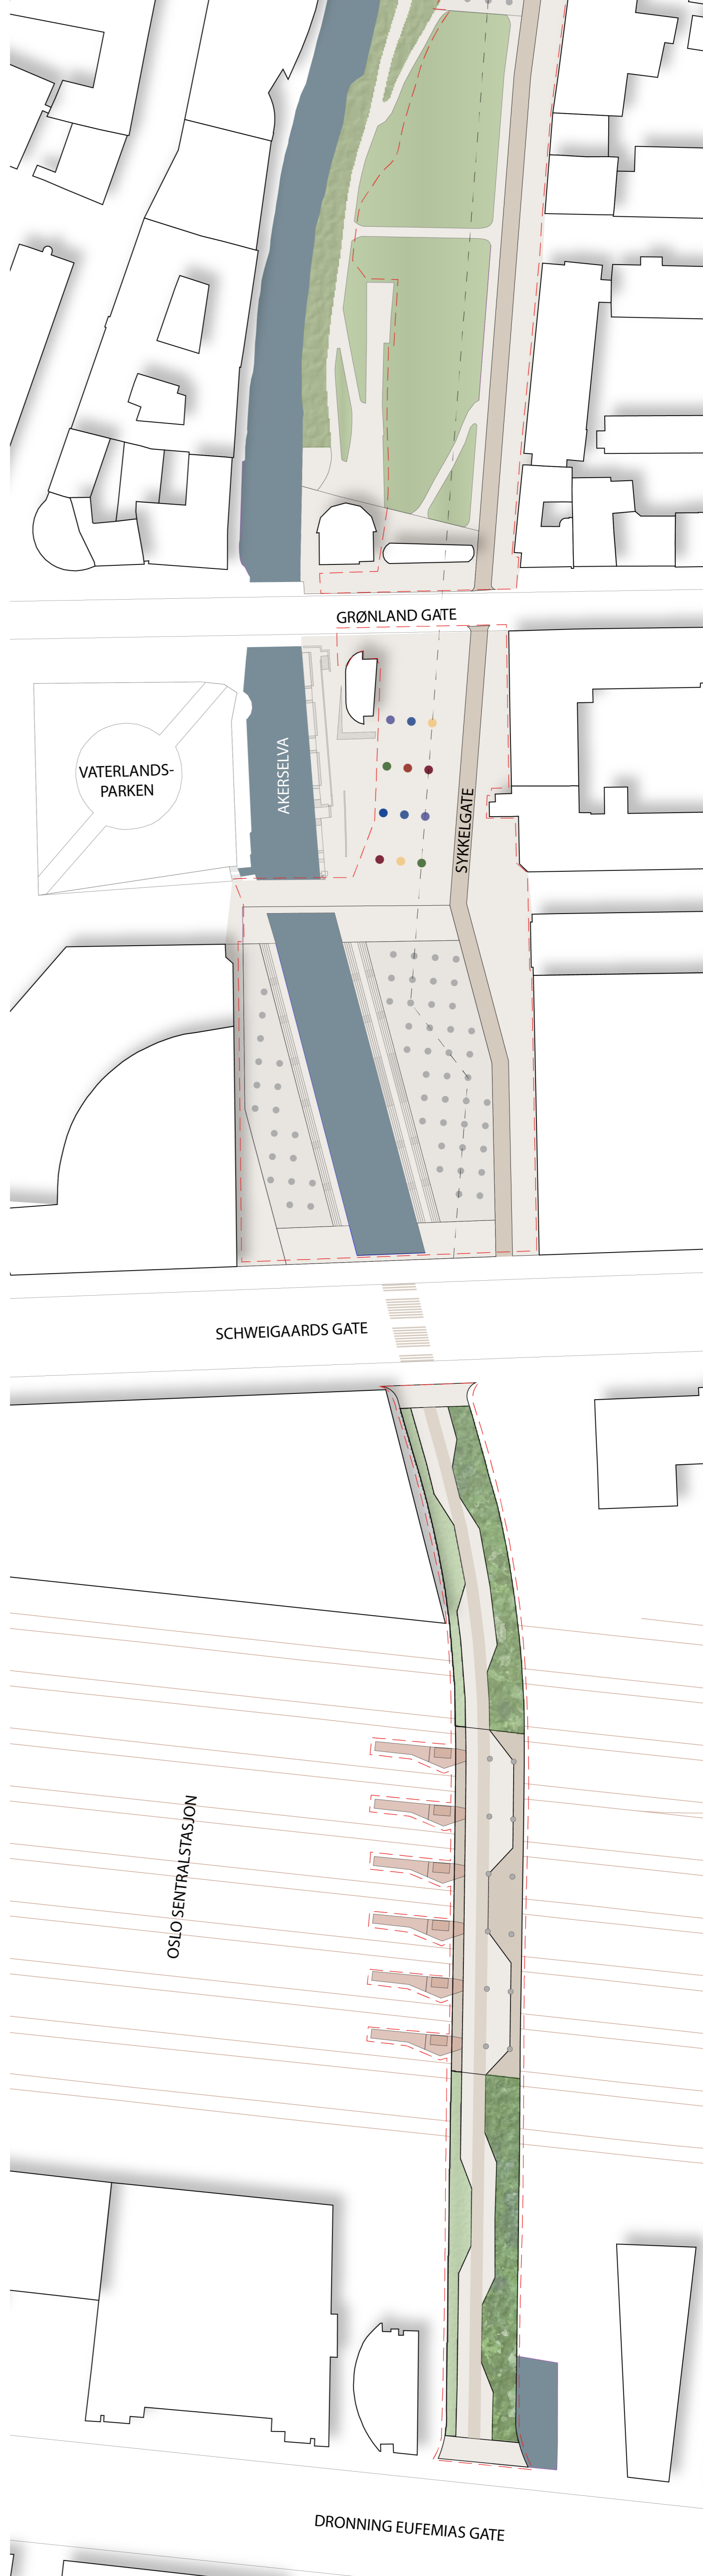 GRØNLAND GATE
VATERLANDS-
PARKEN
AKERSELVA
SYKKELGATE
SCHWEIGAARDS GATE
OSLO SENTRALSTASJON
DRONNING EUFEMIAS GATE